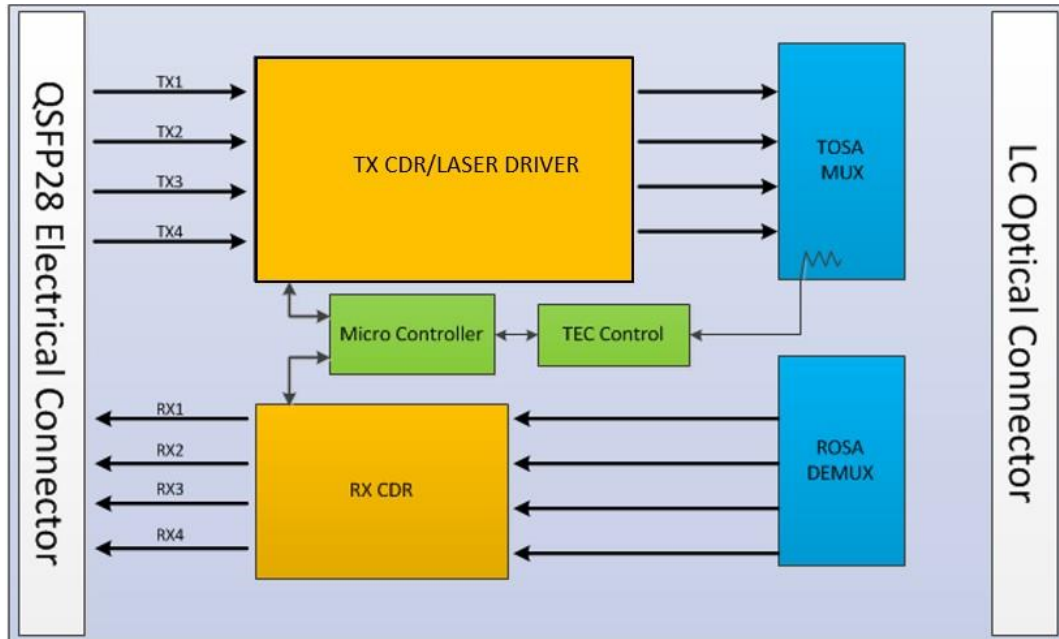 QSFP28 Electrical Connector
TX1
TX2
TX3
TX4
TX CDR/LASER DRIVER
TOSA
MUX
LC Optical Connector
Micro Controller
TEC Control
RX1
RX2
RX3
RX4
RX CDR
ROSA
DEMUX